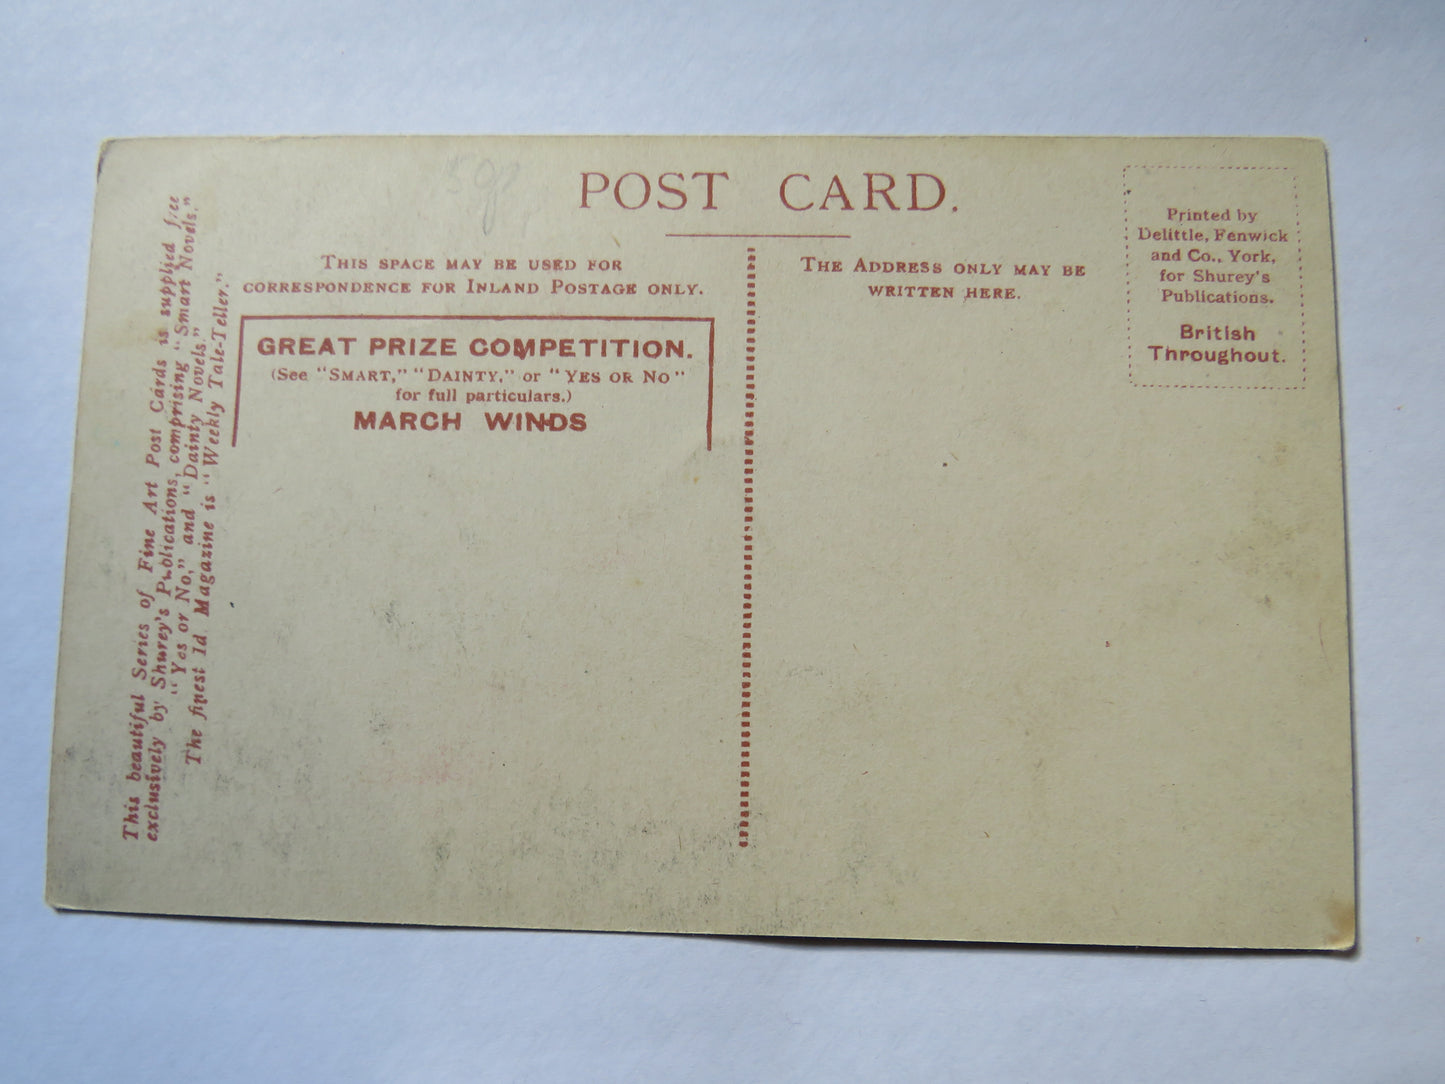 POST CARD.
THIS SPACE MAY BE USED FOR
CORRESPONDENCE FOR INLAND POSTAGE ONLY.
GREAT PRIZE COMPETITION.
(See "SMART," "DAINTY," or "YES OR NO"
for full particulars.)
MARCH WINDS
THE ADDRESS ONLY MAY BE
WRITTEN HERE.
Printed by
Delittle, Fenwick
and Co., York,
for Shurey's
Publications.
British
Throughout.
This beautiful Series of Fine Art Post Cards is supplied free
exclusively by Shurey's Publications, comprising "Smart Novels,"
"Yes or No," and "Dainty Novels."
The finest 1d. Magazine is "Weekly Tale-Teller."